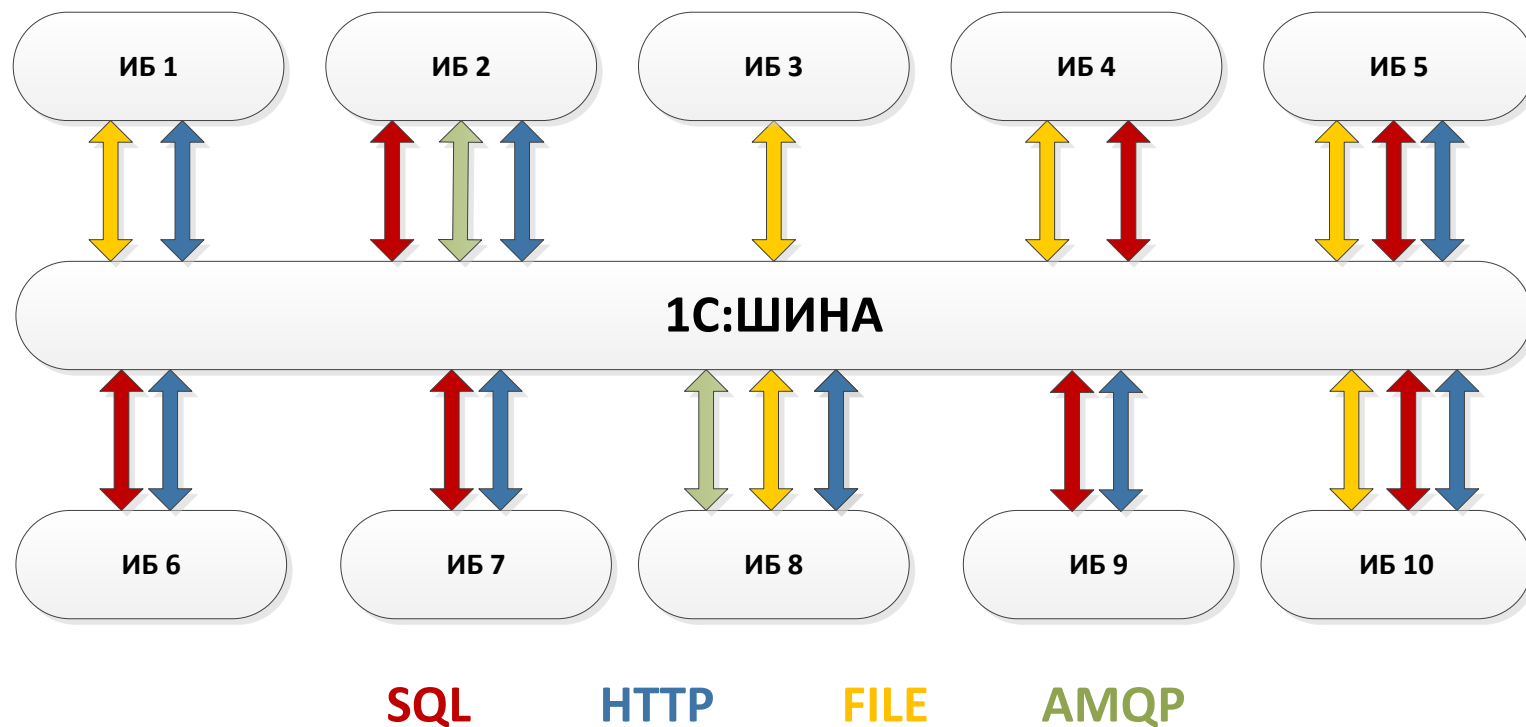 ИБ 1 ИБ 2 ИБ 3 ИБ 4 ИБ 5
1С:ШИНА
ИБ 6 ИБ 7 ИБ 8 ИБ 9 ИБ 10
SQL HTTP FILE AMQP